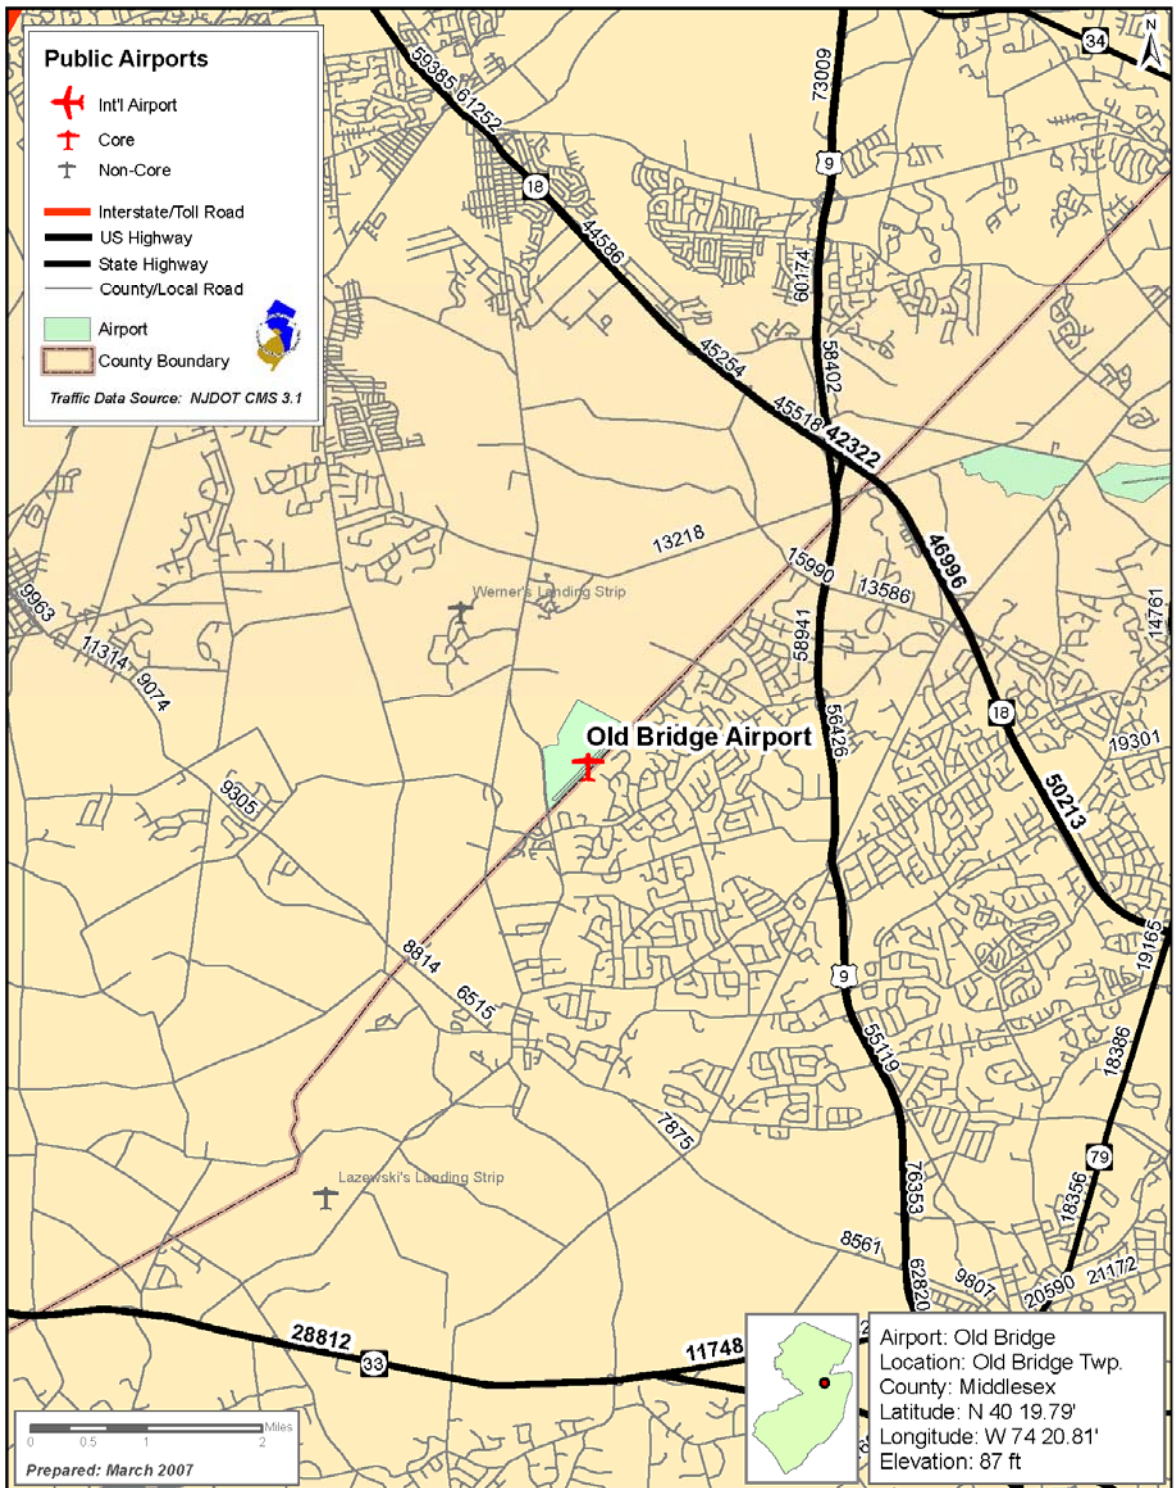 Public Airports
Int'l Airport
Core
Non-Core
Interstate/Toll Road
US Highway
State Highway
County/Local Road
Airport
County Boundary
Traffic Data Source: NJDOT CMS 3.1
N
34
59385
61252
73009
9
18
44586
60174
45254
58402
45518
42322
13218
15990
13586
46996
14761
Werner's Landing Strip
9963
11314
9074
58941
56426
18
19301
Old Bridge Airport
9305
50213
8814
6515
9
19165
55119
18386
7875
79
76353
18356
Lazewski's Landing Strip
8561
9807
62820
20590
21172
28812
33
11748
Airport: Old Bridge
Location: Old Bridge Twp.
County: Middlesex
Latitude: N 40 19.79'
Longitude: W 74 20.81'
Elevation: 87 ft
Miles
0 0.5 1 2
Prepared: March 2007